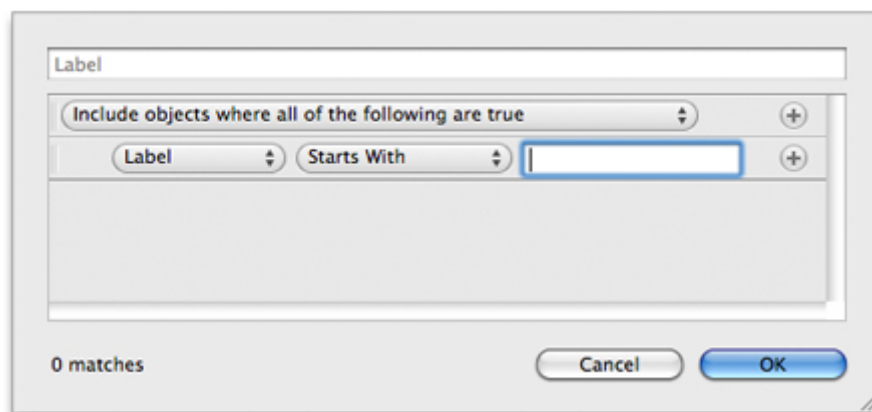 Label
Include objects where all of the following are true
Label Starts With
0 matches Cancel OK